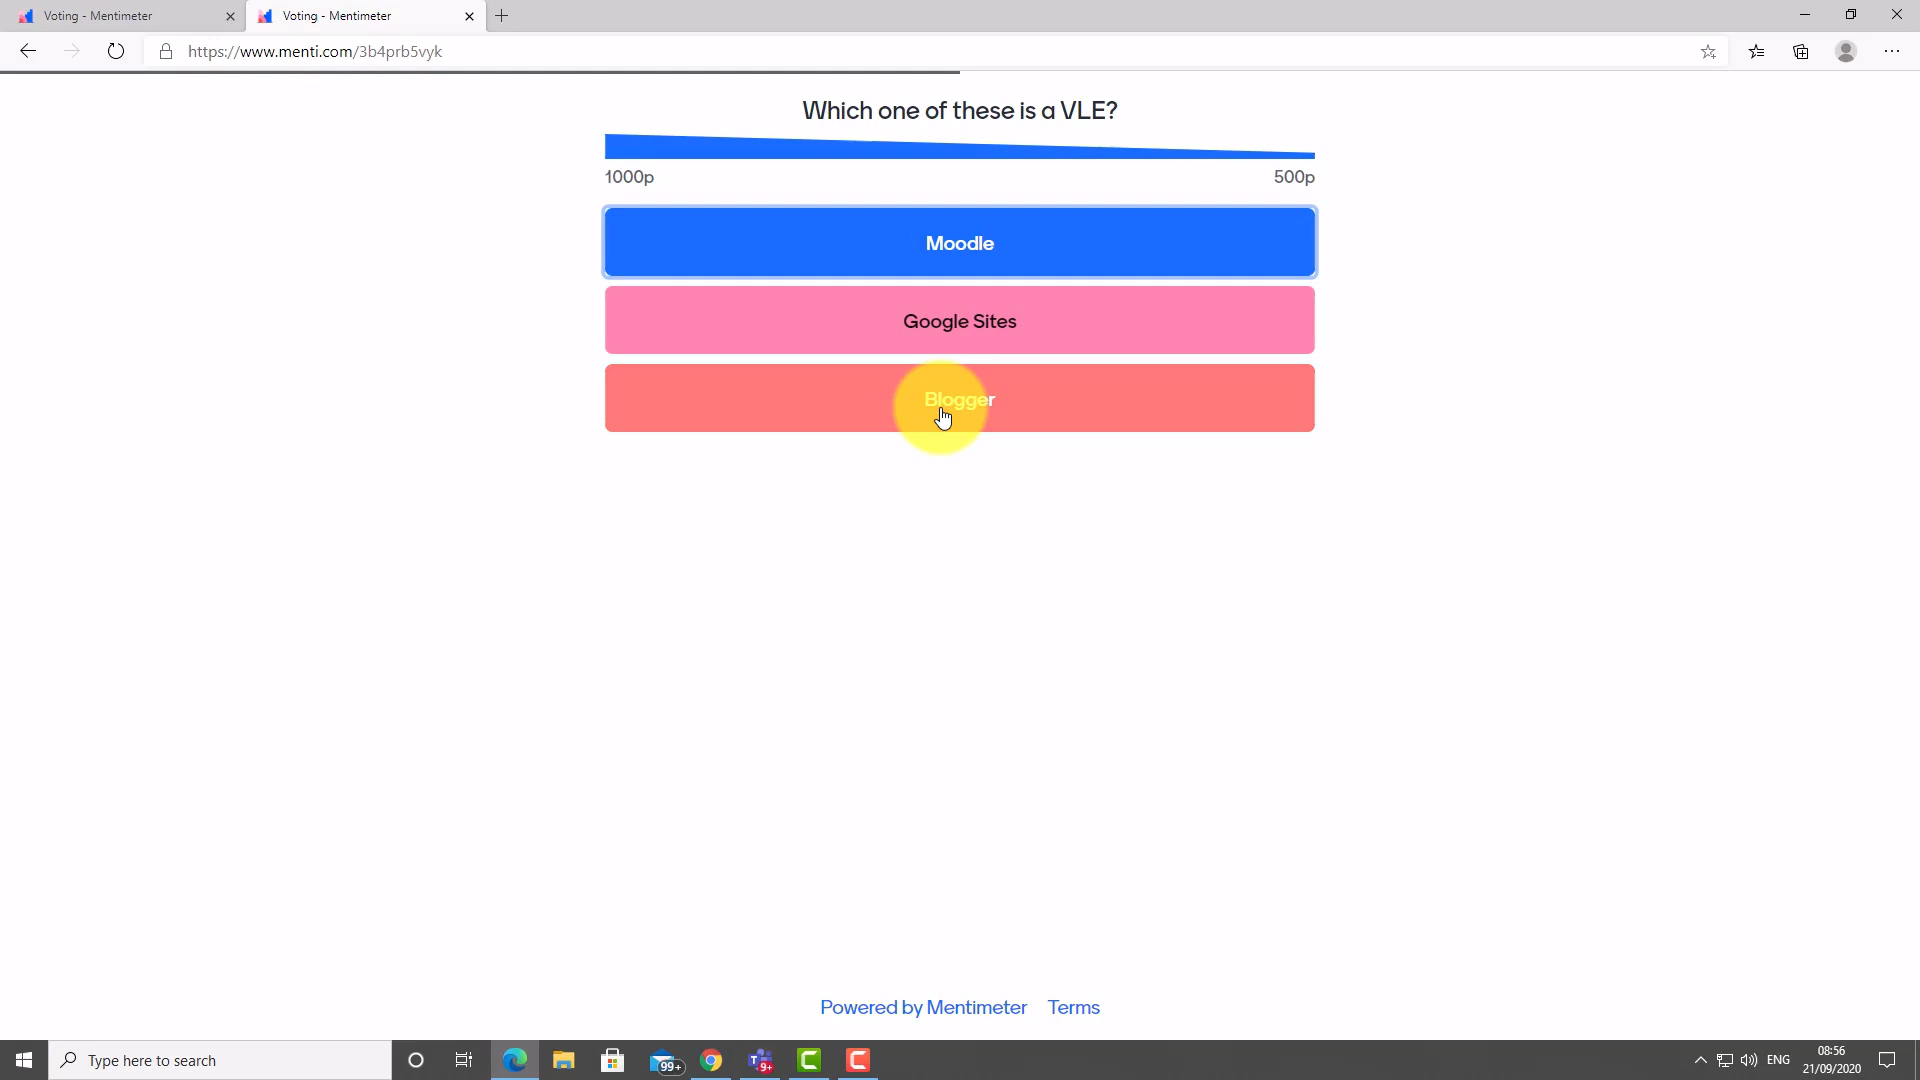 Voting - Mentimeter
Voting - Mentimeter
https://www.menti.com/3b4prb5vyk
Which one of these is a VLE?
1000p
500p
Moodle
Google Sites
Blogger
Powered by Mentimeter
Terms
Type here to search
99+
T
9+
ENG
08:56
21/09/2020